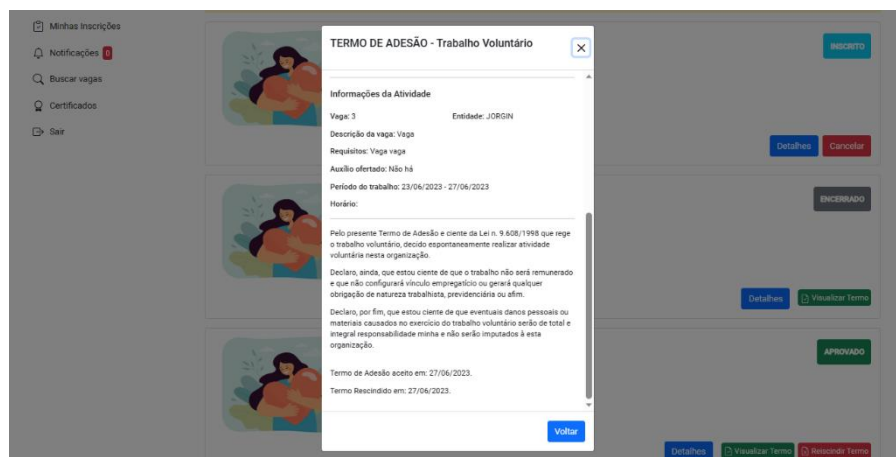 Minhas Inscrições
Notificações 0
Buscar vagas
Certificados
Sair
TERMO DE ADESÃO - Trabalho Voluntário
Informações da Atividade
Vaga: 3 Entidade: JORGIN
Descrição da vaga: Vaga
Requisitos: Vaga vaga
Auxílio ofertado: Não há
Período do trabalho: 23/06/2023 - 27/06/2023
Horário:
Pelo presente Termo de Adesão e ciente da Lei n. 9.608/1998 que rege
o trabalho voluntário, decido espontaneamente realizar atividade
voluntária nesta organização.
Declaro, ainda, que estou ciente de que o trabalho não será remunerado
e que não configurará vínculo empregatício ou gerará qualquer
obrigação de natureza trabalhista, previdenciária ou afim.
Declaro, por fim, que estou ciente de que eventuais danos pessoais ou
materiais causados no exercício do trabalho voluntário serão de total e
integral responsabilidade minha e não serão imputados à esta
organização.
Termo de Adesão aceito em: 27/06/2023.
Termo Rescindido em: 27/06/2023.
Voltar
INSCRITO
Detalhes Cancelar
ENCERRADO
Detalhes Visualizar Termo
APROVADO
Detalhes Visualizar Termo Reiscindir Termo